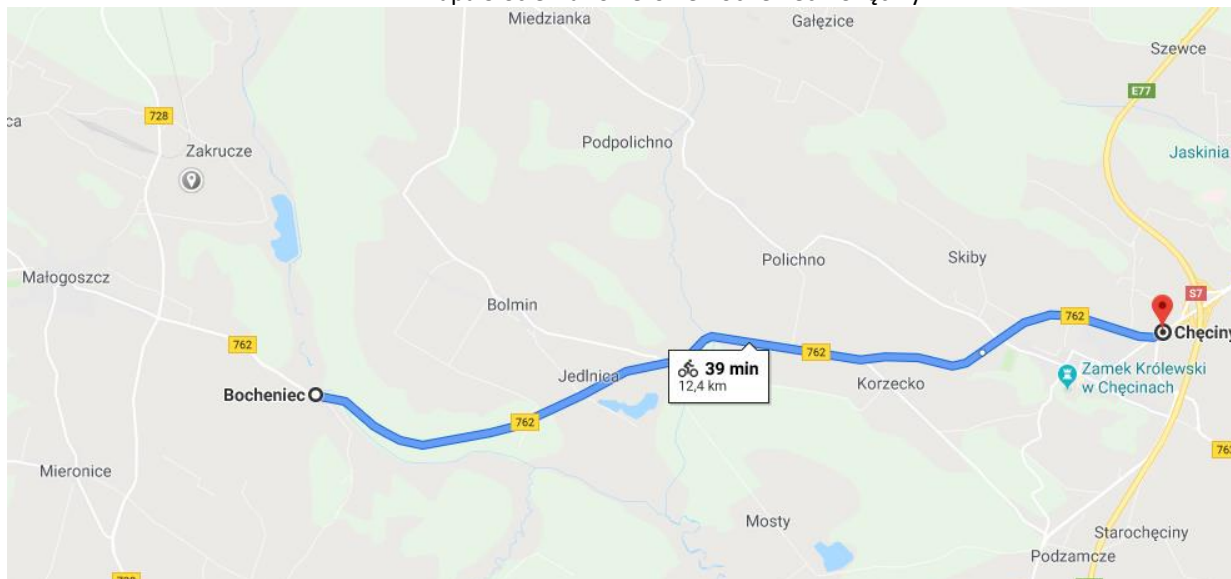 Miedzianka
Gałęzice
Szewce
E77
728
ca
Zakrucze
Podpolichno
Jaskinia
Polichno
Skiby
Małogoszcz
Bolmin
S7
762
Chęciny
762
762
39 min
12,4 km
Jedlnica
Korzecko
Zamek Królewski
w Chęcinach
Bocheniec
762
Mieronice
Mosty
Starochęciny
Podzamcze